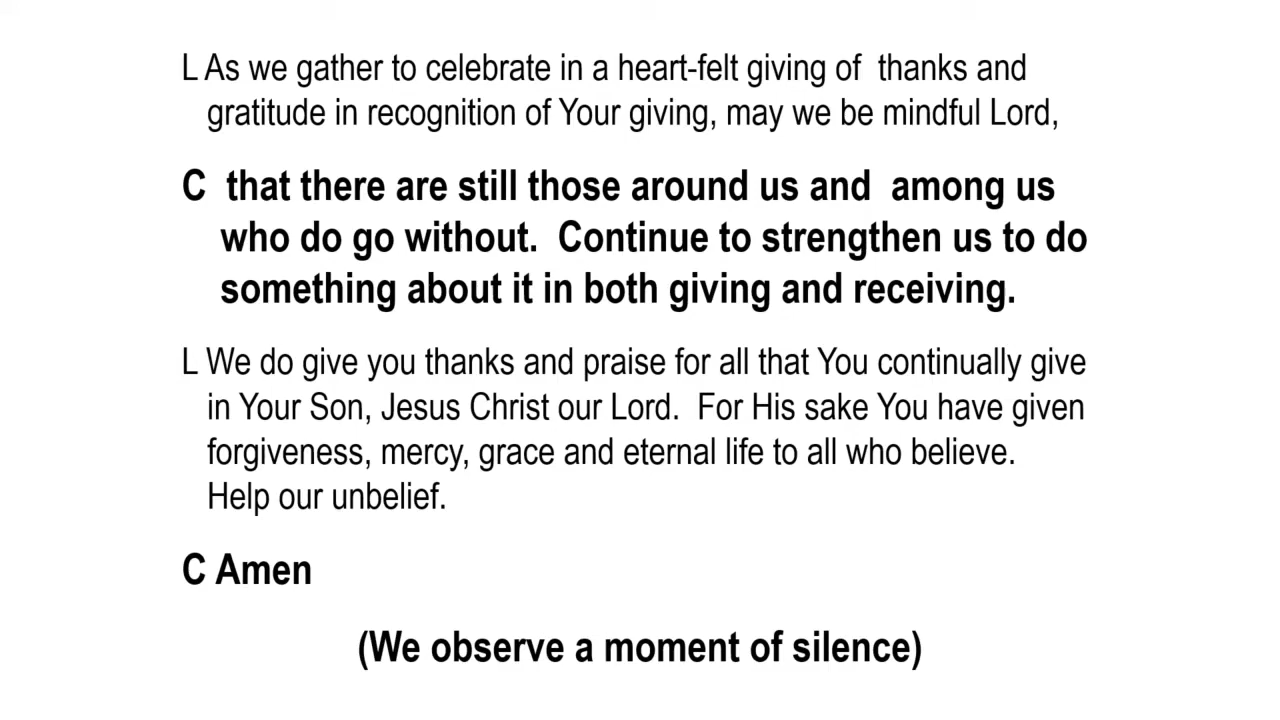 L As we gather to celebrate in a heart-felt giving of  thanks and
gratitude in recognition of Your giving, may we be mindful Lord,
C  that there are still those around us and  among us
who do go without.  Continue to strengthen us to do
something about it in both giving and receiving.
L We do give you thanks and praise for all that You continually give
in Your Son, Jesus Christ our Lord.  For His sake You have given
forgiveness, mercy, grace and eternal life to all who believe.
Help our unbelief.
C Amen
(We observe a moment of silence)